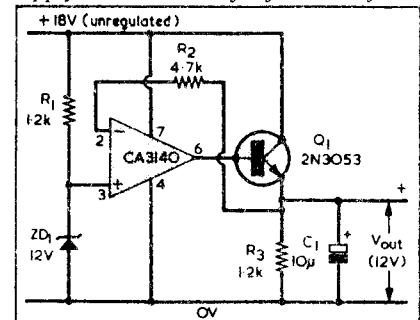 +18V (unregulated)
R2
4·7k
R1
1·2k
2
7
CA3140
6
3
4
Q1
2N3053
ZD1
12V
R3
1·2k
C1
10µ
+
+
Vout
(12V)
0V